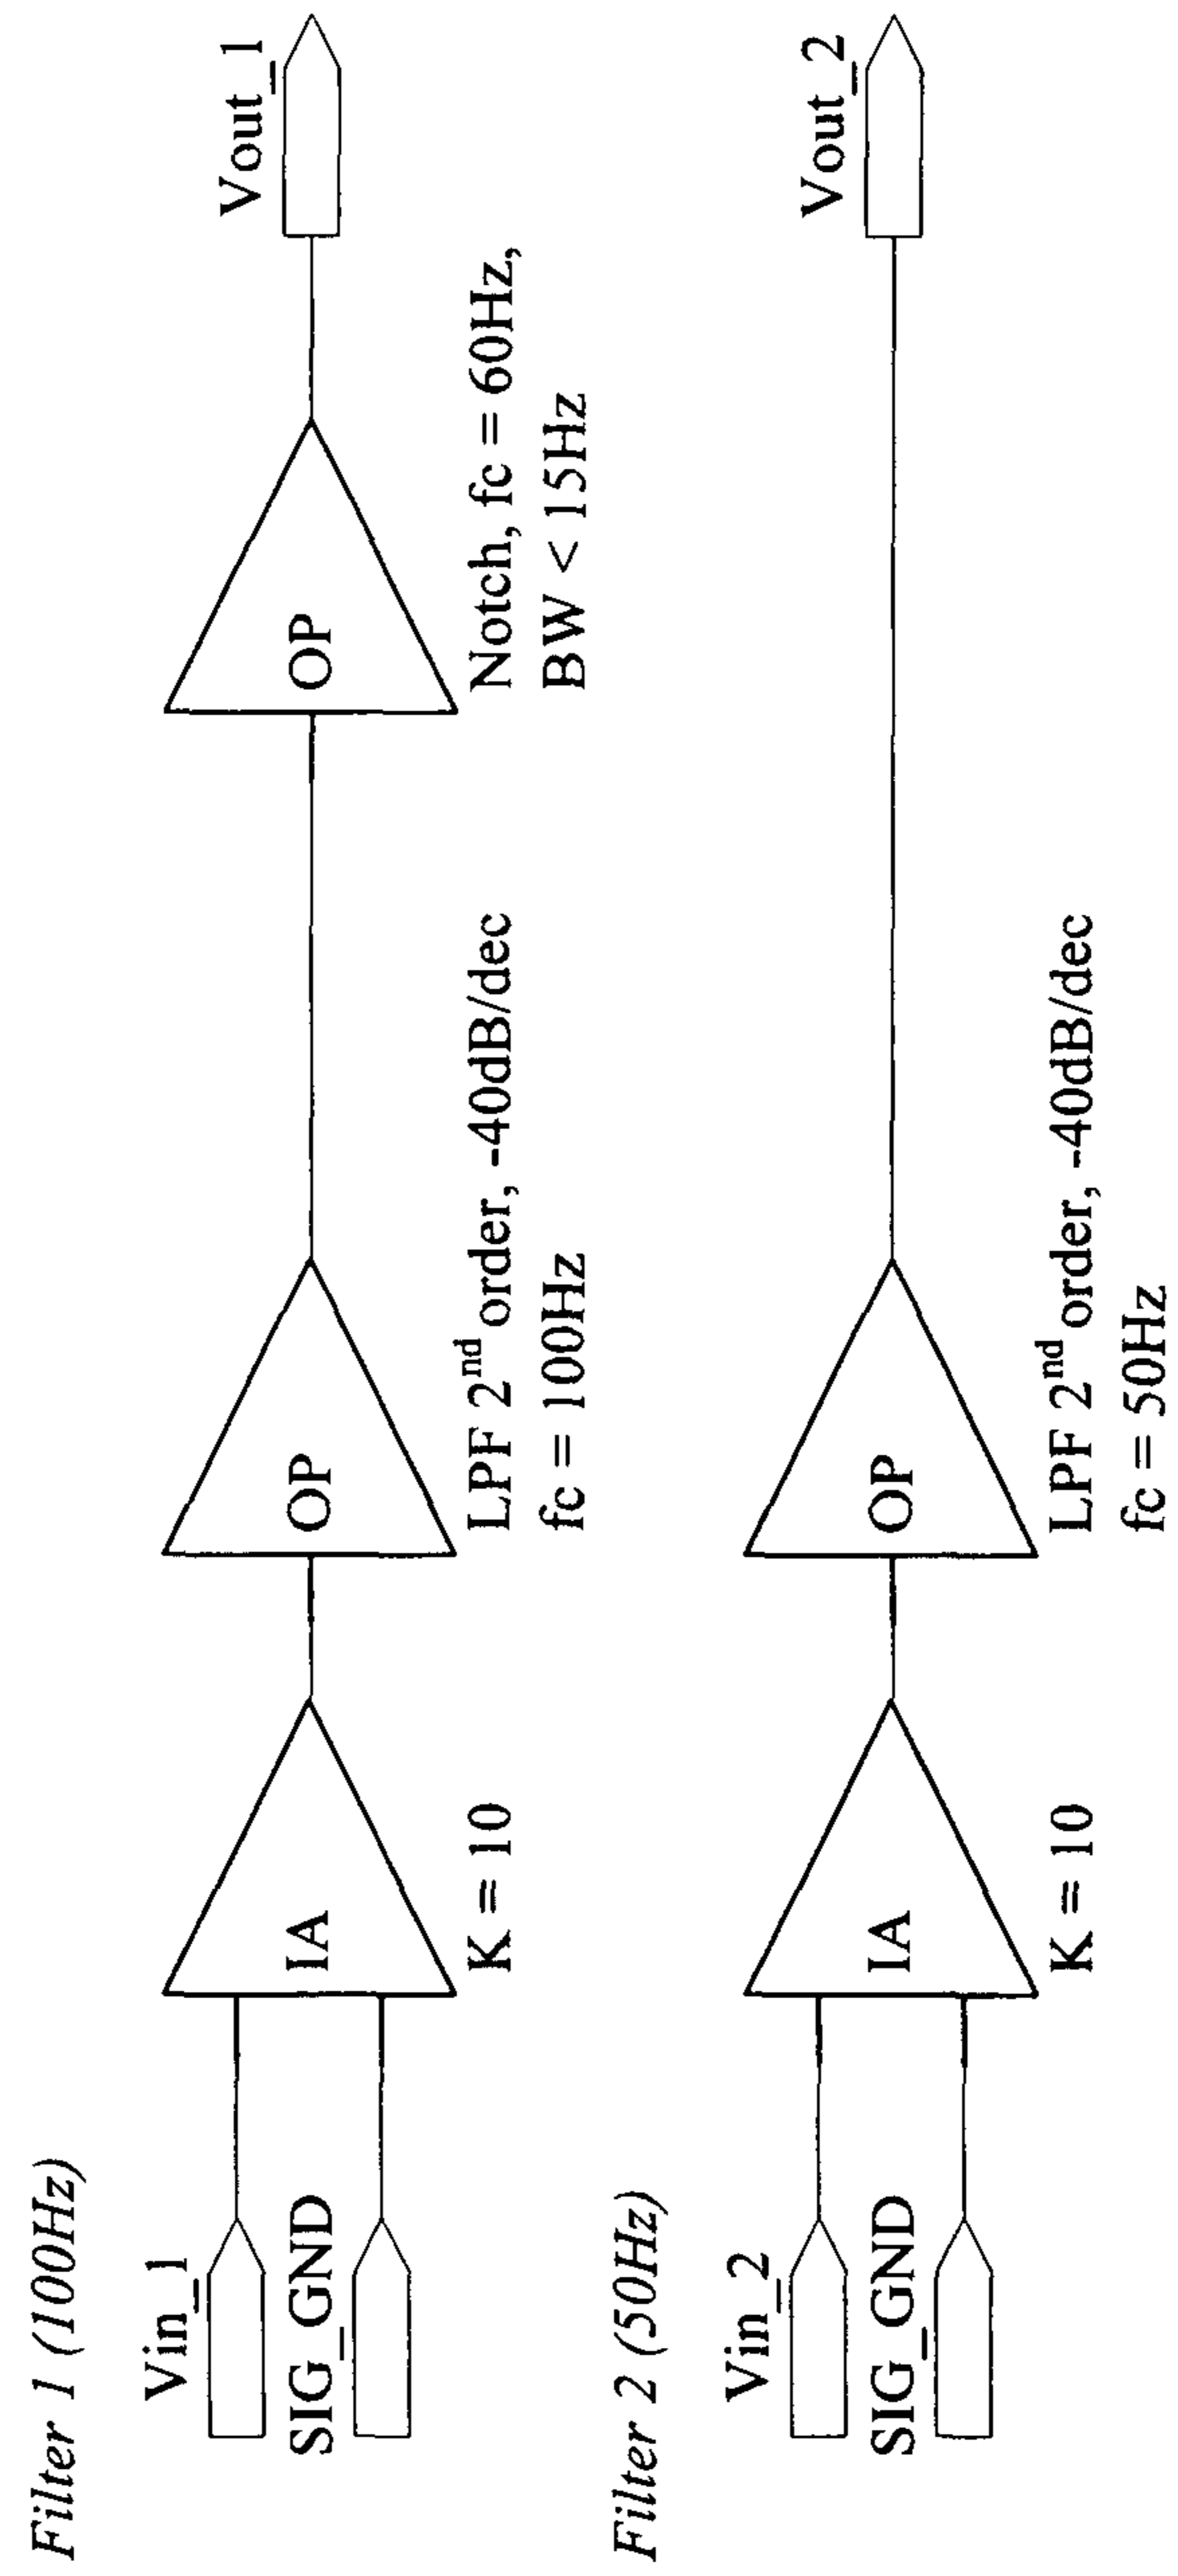 Filter 1 (100Hz)
Vin_1
SIG_GND
IA
K = 10
OP
LPF 2nd order, -40dB/dec
fc = 100Hz
OP
Notch, fc = 60Hz,
BW < 15Hz
Vout_1
Filter 2 (50Hz)
Vin_2
SIG_GND
IA
K = 10
OP
LPF 2nd order, -40dB/dec
fc = 50Hz
Vout_2